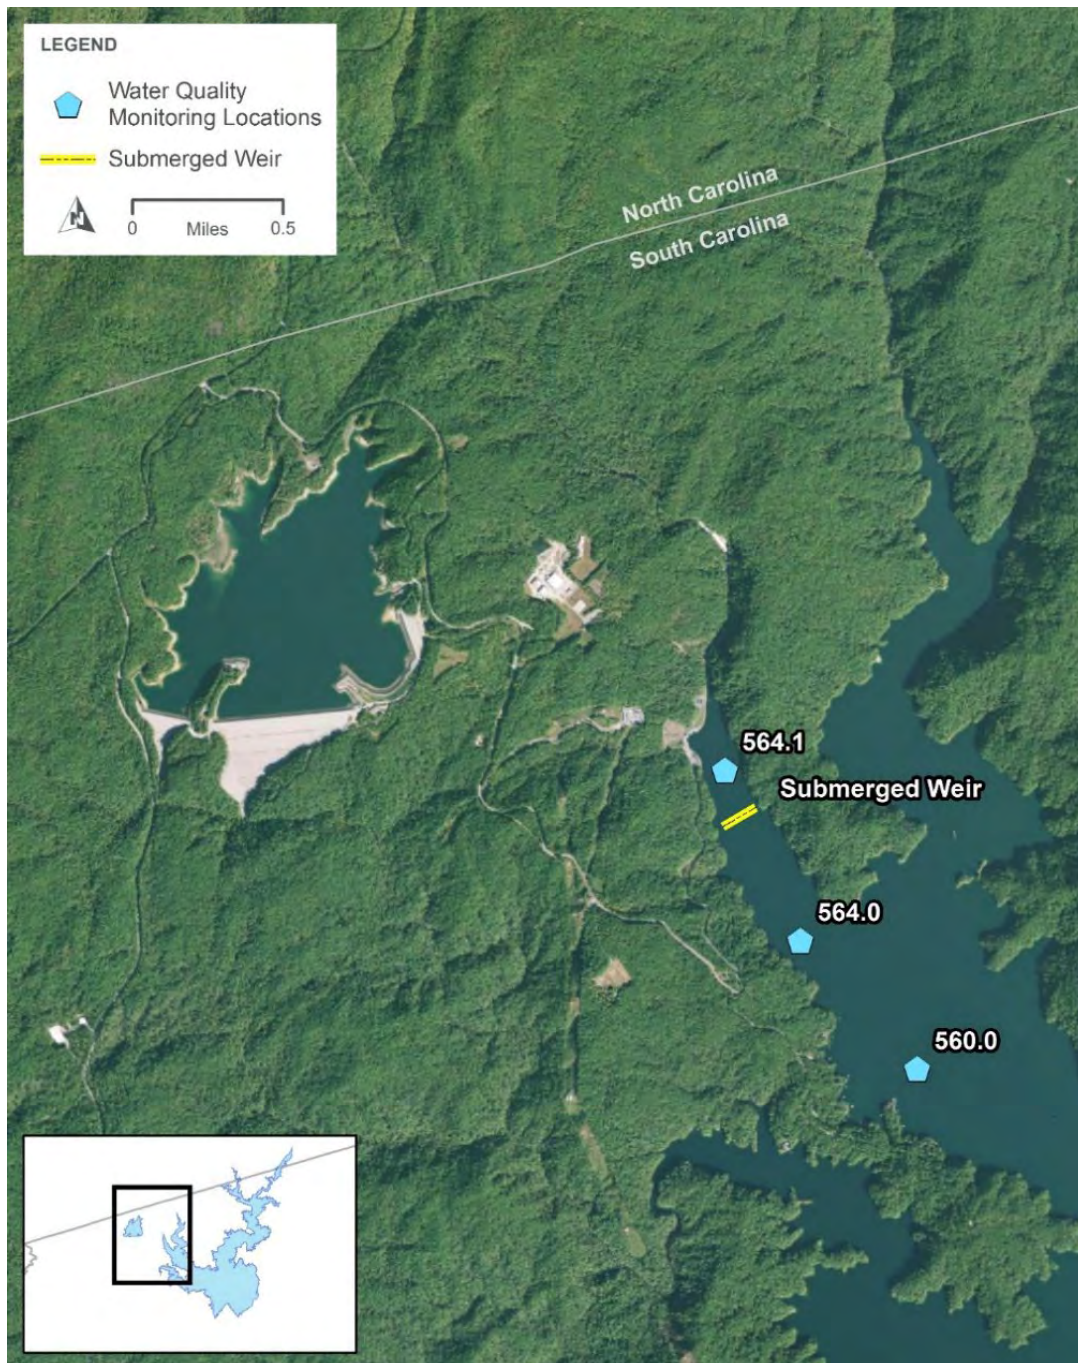 LEGEND
Water Quality
Monitoring Locations
Submerged Weir
N
0 Miles 0.5
North Carolina
South Carolina
564.1
Submerged Weir
564.0
560.0